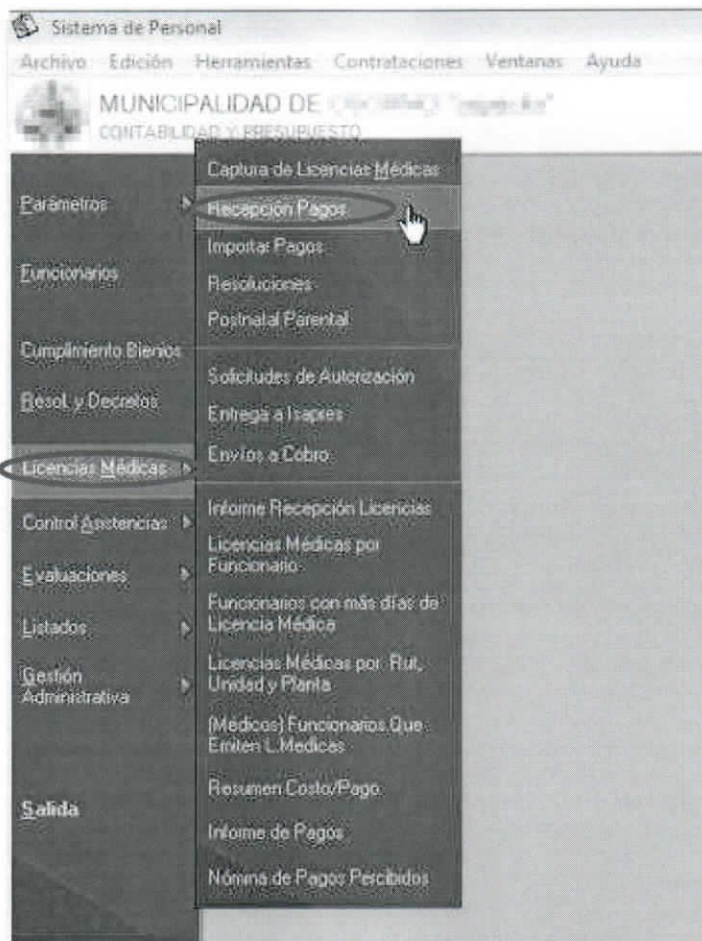 Sistema de Personal
Archivo Edición Herramientas Contrataciones Ventanas Ayuda
MUNICIPALIDAD DE
CONTABILIDAD Y PRESUPUESTO
Parámetros
Funcionarios
Cumplimiento Bienios
Resol. y Decretos
Licencias Médicas
Control Asistencias
Evaluaciones
Listados
Gestión
Administrativa
Salida
Captura de Licencias Médicas
Recepción Pagos
Importar Pagos
Resoluciones
Postnatal Parental
Solicitudes de Autorización
Entrega a Isapres
Envíos a Cobro
Informe Recepción Licencias
Licencias Médicas por
Funcionario
Funcionarios con más días de
Licencia Médica
Licencias Médicas por Rut,
Unidad y Planta
(Medicos) Funcionarios Que
Emiten L.Medicas
Resumen Costo/Pago
Informe de Pagos
Nómina de Pagos Percibidos